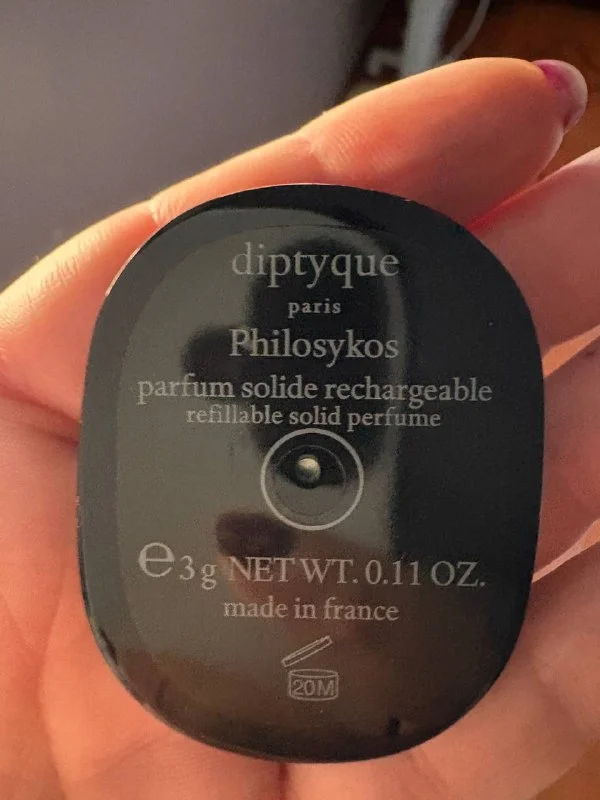 diptyque
paris
Philosykos
parfum solide rechargeable
refillable solid perfume
℮ 3 g NET WT. 0.11 OZ.
made in france
20M